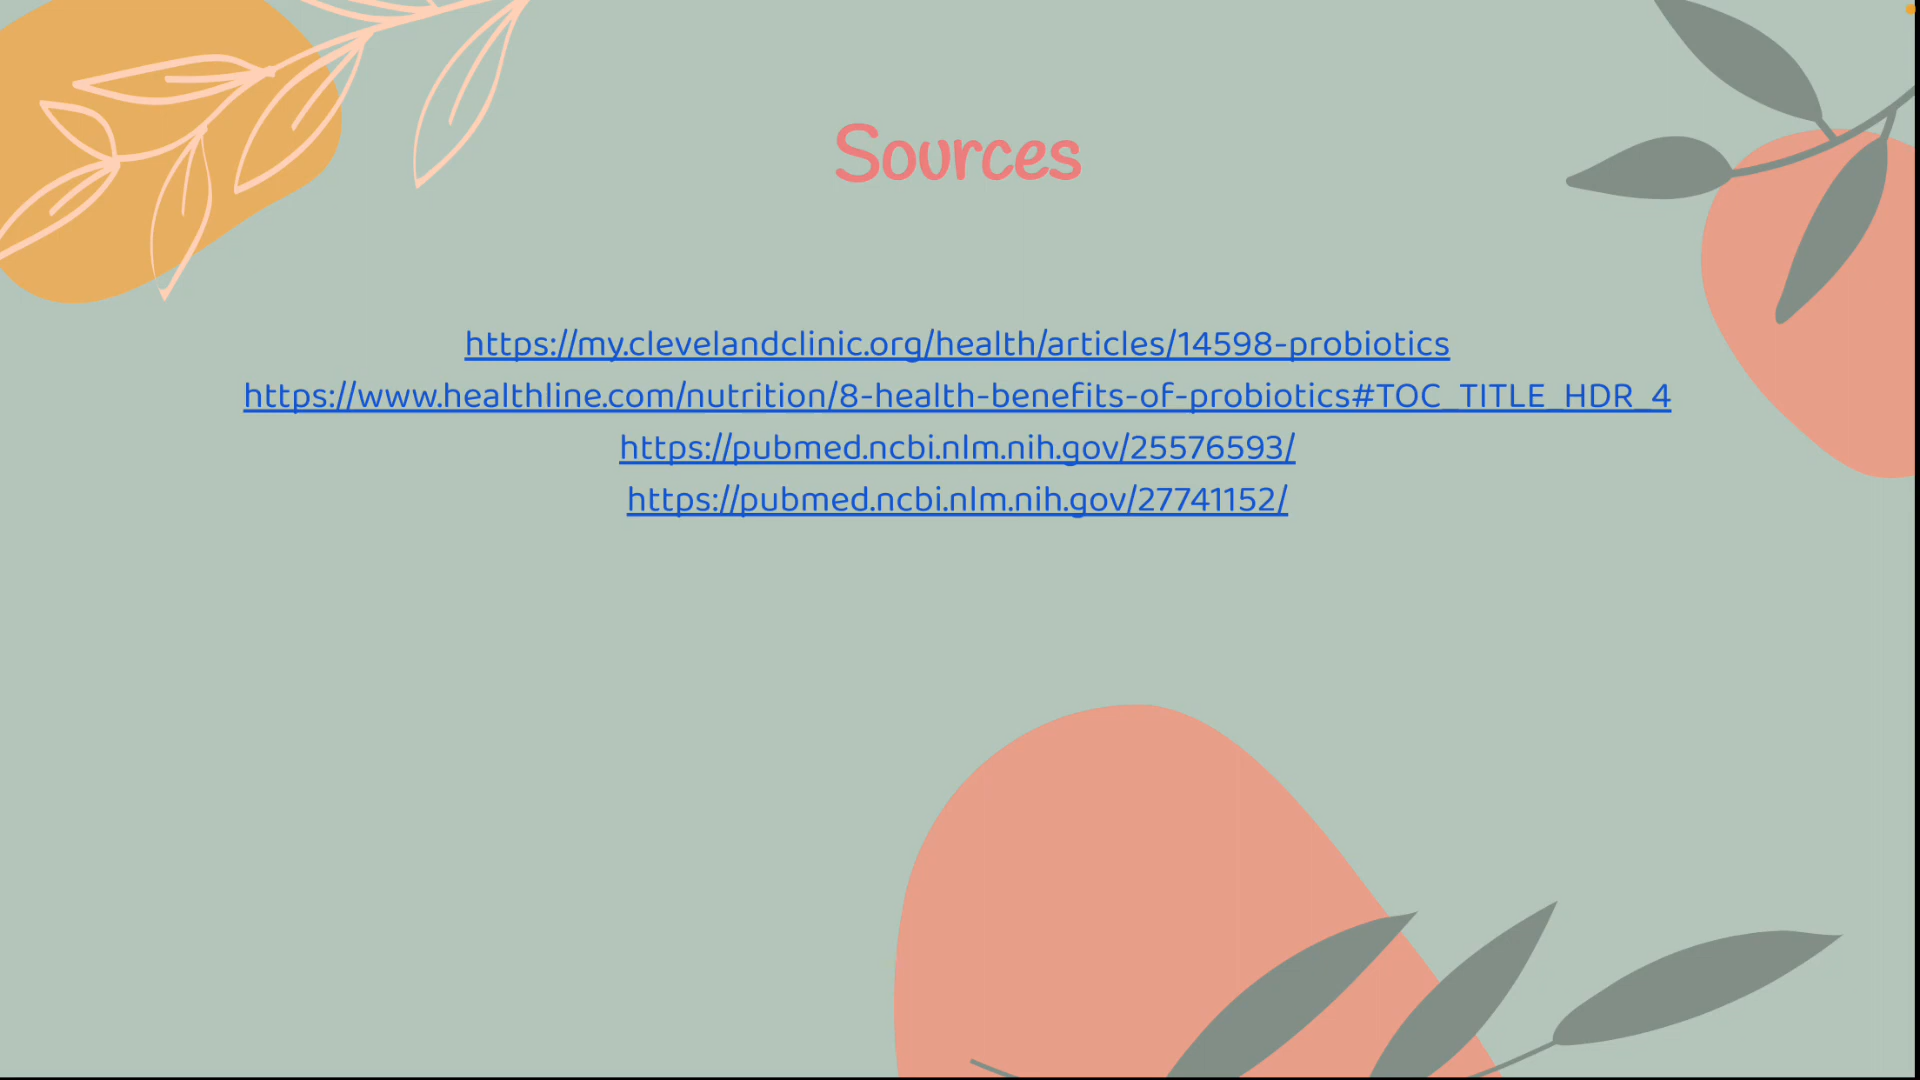 Sources
https://my.clevelandclinic.org/health/articles/14598-probiotics
https://www.healthline.com/nutrition/8-health-benefits-of-probiotics#TOC_TITLE_HDR_4
https://pubmed.ncbi.nlm.nih.gov/25576593/
https://pubmed.ncbi.nlm.nih.gov/27741152/